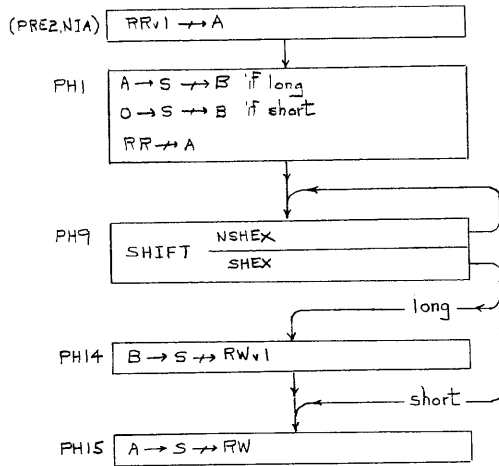 (PRE2,NIA) RRv1 ↛ A
PH1 A → S ↛ B if long
0 → S ↛ B if short
RR ↛ A
PH9 SHIFT NSHEX
SHEX
long
PH14 B → S ↛ RWv1
short
PH15 A → S ↛ RW